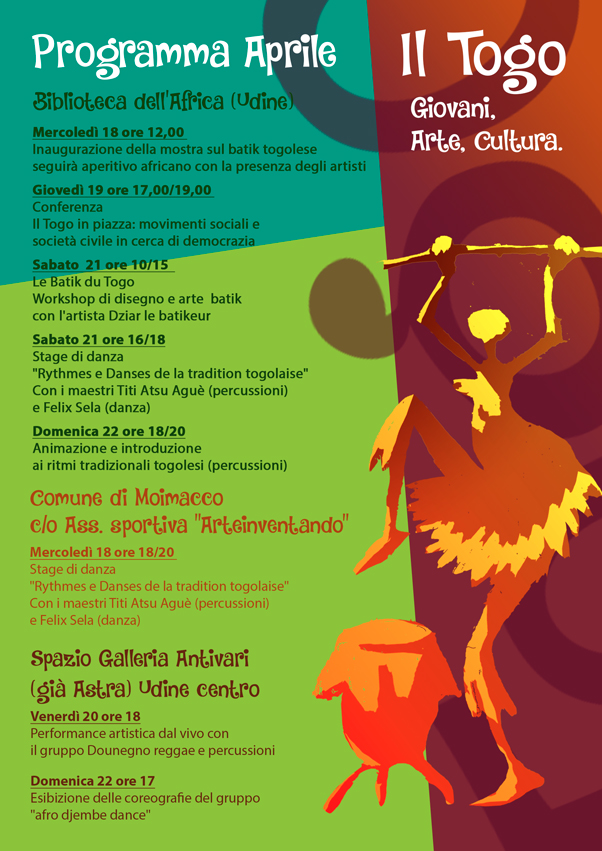 Programma Aprile
Il Togo
Giovani,
Arte, Cultura.
Biblioteca dell'Africa (Udine)
Mercoledì 18 ore 12,00
Inaugurazione della mostra sul batik togolese
seguirà aperitivo africano con la presenza degli artisti
Giovedì 19 ore 17,00/19,00
Conferenza
Il Togo in piazza: movimenti sociali e
società civile in cerca di democrazia
Sabato 21 ore 10/15
Le Batik du Togo
Workshop di disegno e arte batik
con l'artista Dziar le batikeur
Sabato 21 ore 16/18
Stage di danza
"Rythmes e Danses de la tradition togolaise"
Con i maestri Titi Atsu Aguè (percussioni)
e Felix Sela (danza)
Domenica 22 ore 18/20
Animazione e introduzione
ai ritmi tradizionali togolesi (percussioni)
Comune di Moimacco
c/o Ass. sportiva "Arteinventando"
Mercoledì 18 ore 18/20
Stage di danza
"Rythmes e Danses de la tradition togolaise"
Con i maestri Titi Atsu Aguè (percussioni)
e Felix Sela (danza)
Spazio Galleria Antivari
(già Astra) Udine centro
Venerdì 20 ore 18
Performance artistica dal vivo con
il gruppo Dounegno reggae e percussioni
Domenica 22 ore 17
Esibizione delle coreografie del gruppo
"afro djembe dance"